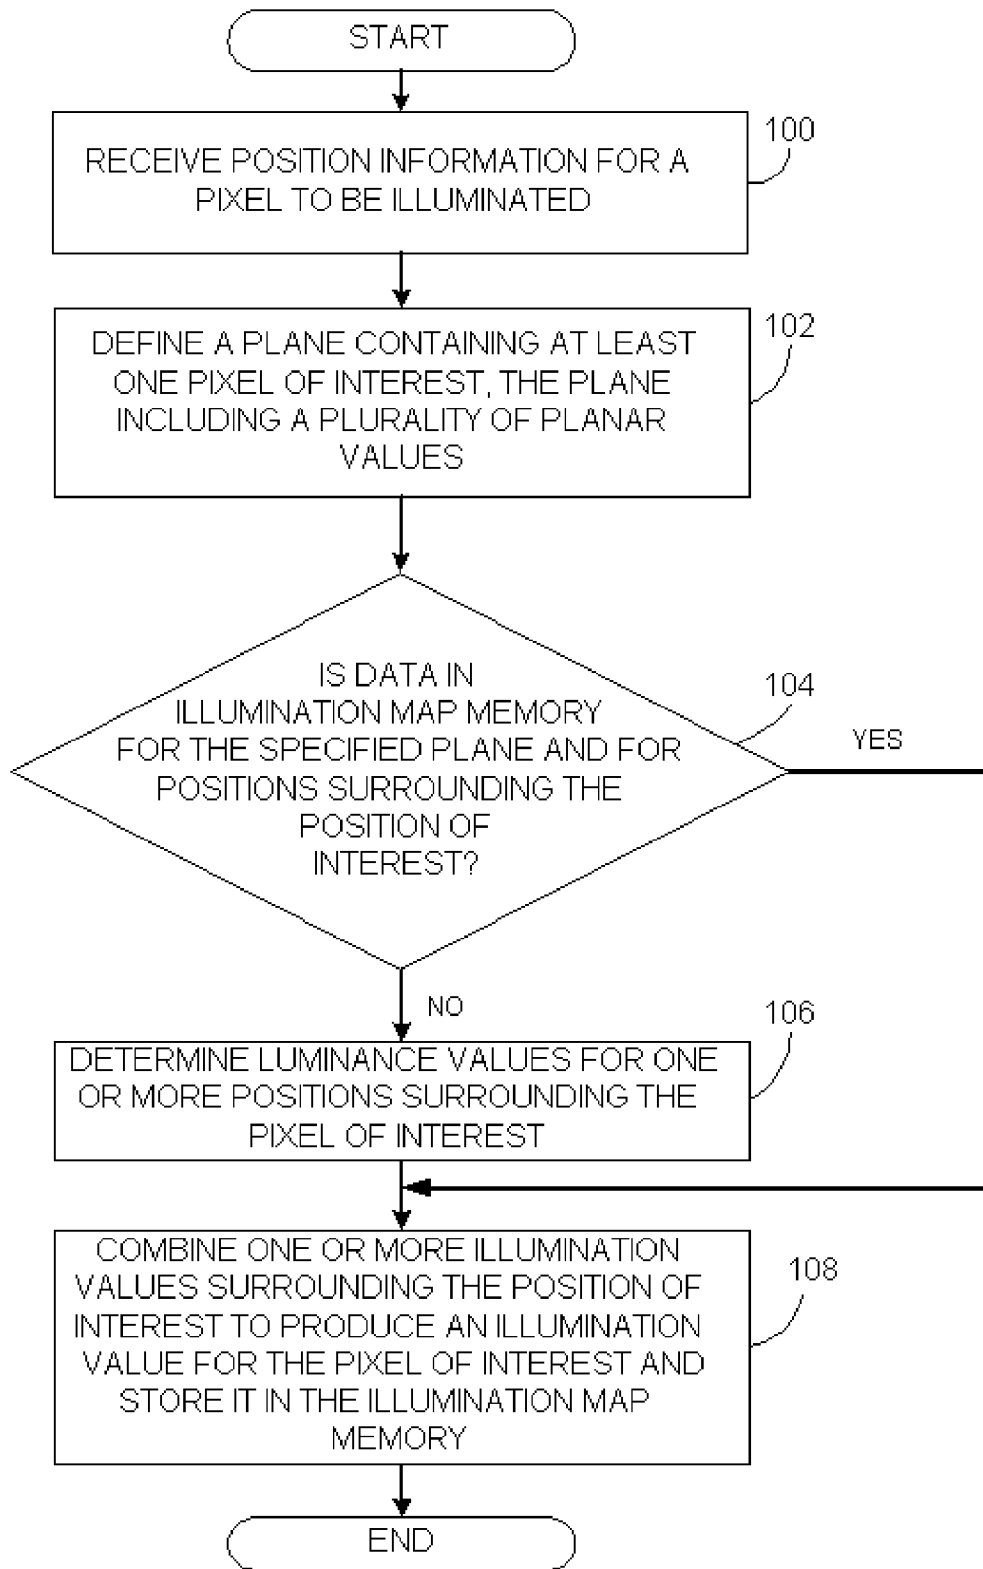 START
RECEIVE POSITION INFORMATION FOR A
PIXEL TO BE ILLUMINATED
100
DEFINE A PLANE CONTAINING AT LEAST
ONE PIXEL OF INTEREST, THE PLANE
INCLUDING A PLURALITY OF PLANAR
VALUES
102
IS DATA IN
ILLUMINATION MAP MEMORY
FOR THE SPECIFIED PLANE AND FOR
POSITIONS SURROUNDING THE
POSITION OF
INTEREST?
104
YES
NO
DETERMINE LUMINANCE VALUES FOR ONE
OR MORE POSITIONS SURROUNDING THE
PIXEL OF INTEREST
106
COMBINE ONE OR MORE ILLUMINATION
VALUES SURROUNDING THE POSITION OF
INTEREST TO PRODUCE AN ILLUMINATION
VALUE FOR THE PIXEL OF INTEREST AND
STORE IT IN THE ILLUMINATION MAP
MEMORY
108
END